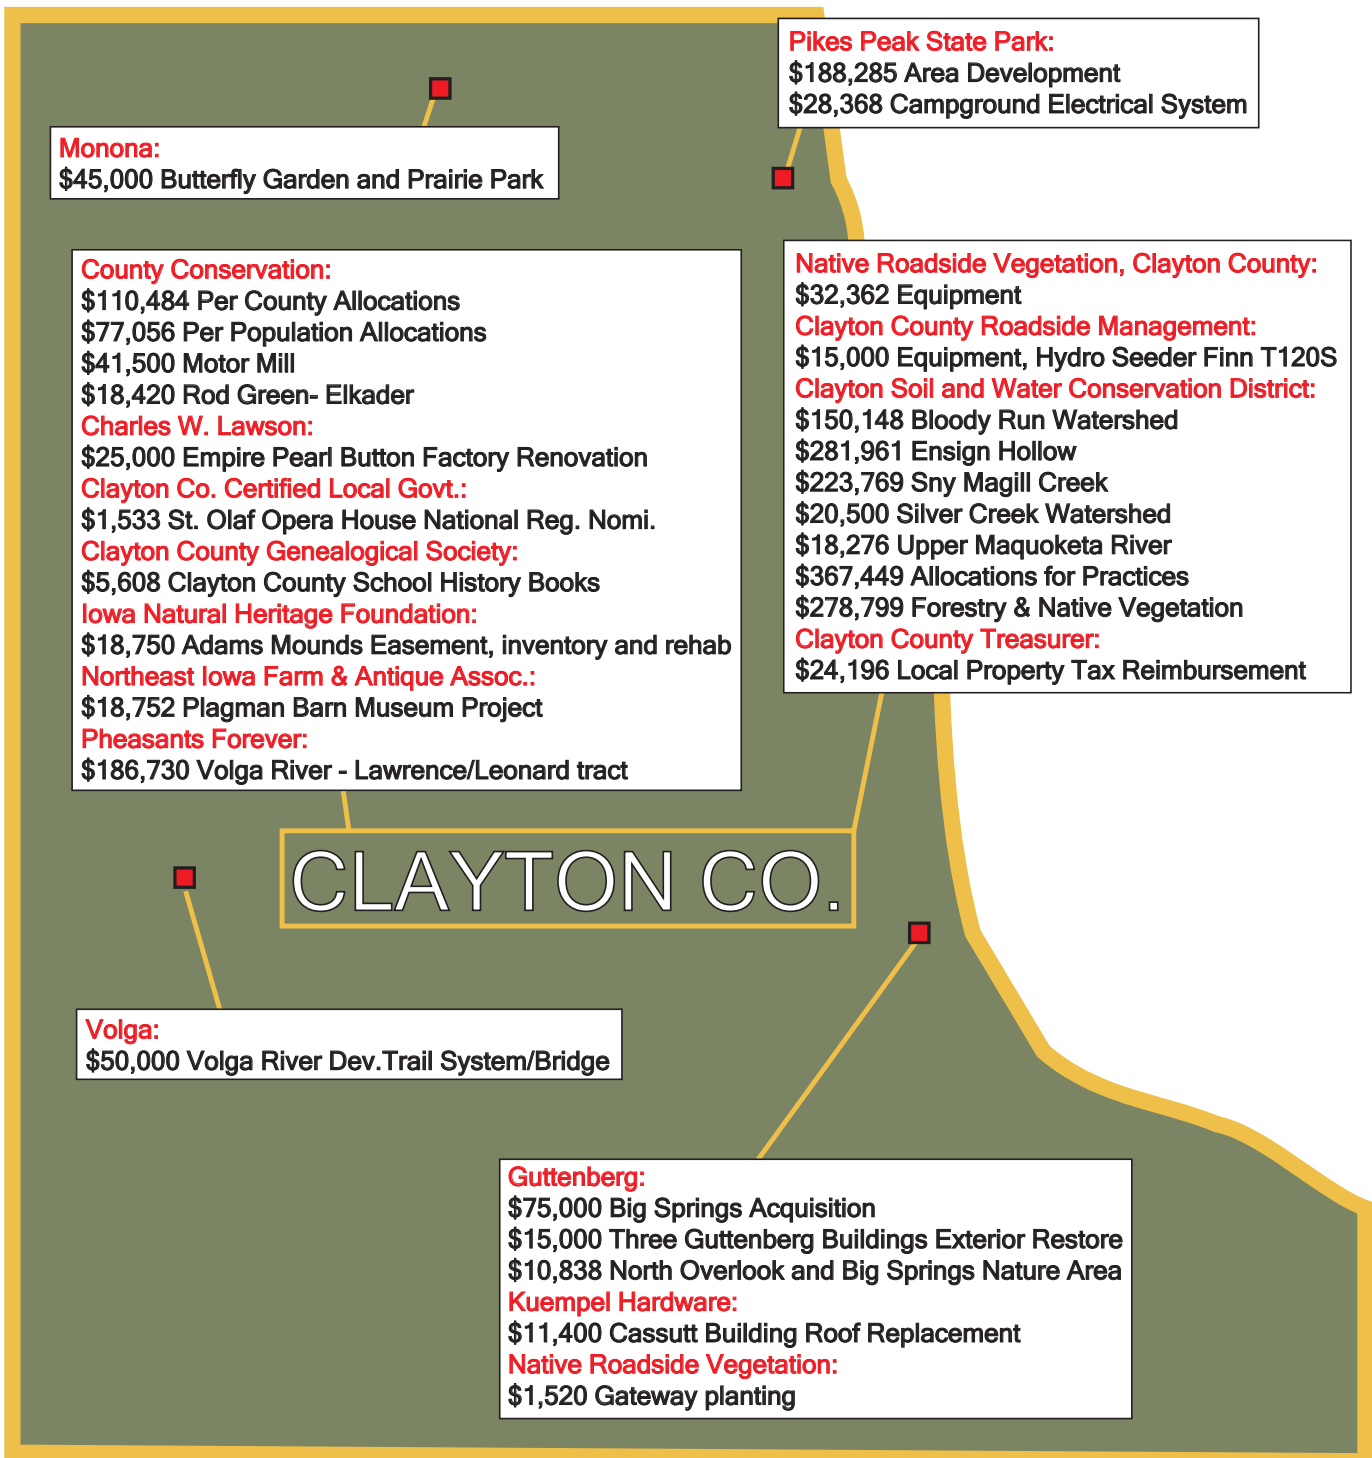 Pikes Peak State Park:
$188,285 Area Development
$28,368 Campground Electrical System
Monona:
$45,000 Butterfly Garden and Prairie Park
County Conservation:
$110,484 Per County Allocations
$77,056 Per Population Allocations
$41,500 Motor Mill
$18,420 Rod Green- Elkader
Charles W. Lawson:
$25,000 Empire Pearl Button Factory Renovation
Clayton Co. Certified Local Govt.:
$1,533 St. Olaf Opera House National Reg. Nomi.
Clayton County Genealogical Society:
$5,608 Clayton County School History Books
Iowa Natural Heritage Foundation:
$18,750 Adams Mounds Easement, inventory and rehab
Northeast Iowa Farm & Antique Assoc.:
$18,752 Plagman Barn Museum Project
Pheasants Forever:
$186,730 Volga River - Lawrence/Leonard tract
Native Roadside Vegetation, Clayton County:
$32,362 Equipment
Clayton County Roadside Management:
$15,000 Equipment, Hydro Seeder Finn T120S
Clayton Soil and Water Conservation District:
$150,148 Bloody Run Watershed
$281,961 Ensign Hollow
$223,769 Sny Magill Creek
$20,500 Silver Creek Watershed
$18,276 Upper Maquoketa River
$367,449 Allocations for Practices
$278,799 Forestry & Native Vegetation
Clayton County Treasurer:
$24,196 Local Property Tax Reimbursement
CLAYTON CO.
Volga:
$50,000 Volga River Dev.Trail System/Bridge
Guttenberg:
$75,000 Big Springs Acquisition
$15,000 Three Guttenberg Buildings Exterior Restore
$10,838 North Overlook and Big Springs Nature Area
Kuempel Hardware:
$11,400 Cassutt Building Roof Replacement
Native Roadside Vegetation:
$1,520 Gateway planting